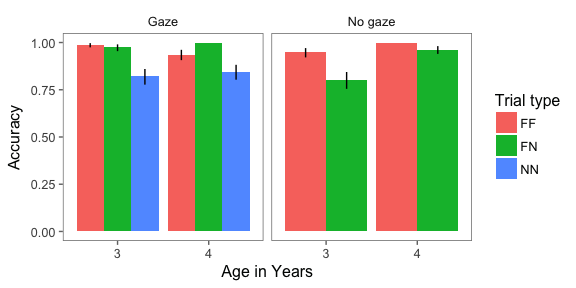 Gaze
No gaze
1.00
0.75
0.50
0.25
0.00
Accuracy
3
4
3
4
Age in Years
Trial type
FF
FN
NN